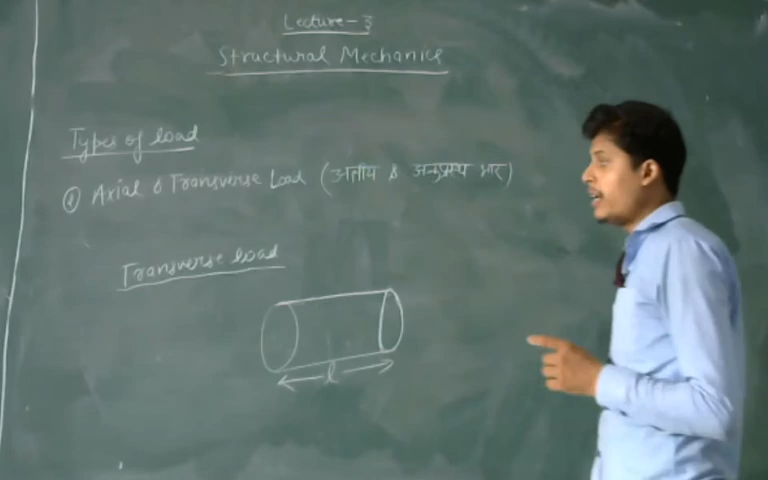 Lecture-3
Structural Mechanics
Types of load
① Axial & Transverse Load (अक्षीय & अनुप्रस्थ भार)
Transverse load
l